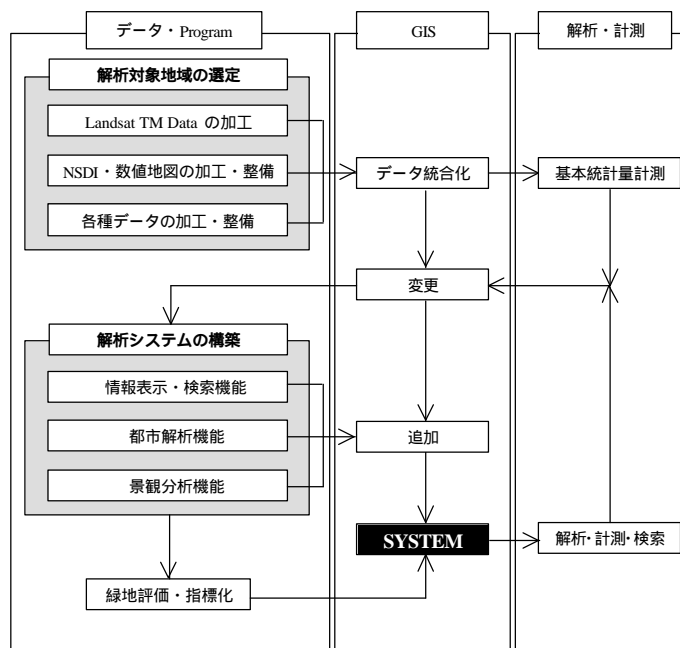 データ・Program
GIS
解析・計測
解析対象地域の選定
Landsat TM Data の加工
NSDI・数値地図の加工・整備
データ統合化
基本統計量計測
各種データの加工・整備
変更
解析システムの構築
情報表示・検索機能
都市解析機能
追加
景観分析機能
SYSTEM
解析・計測・検索
緑地評価・指標化